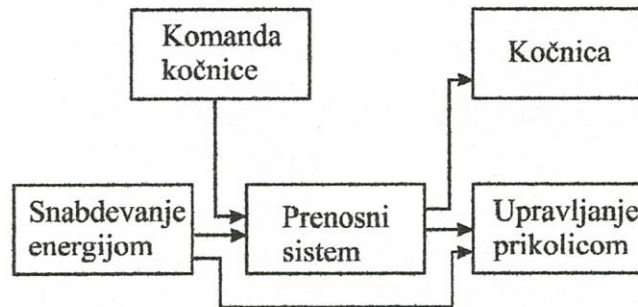 Komanda
kočnice
Kočnica
Snabdevanje
energijom
Prenosni
sistem
Upravljanje
prikolicom